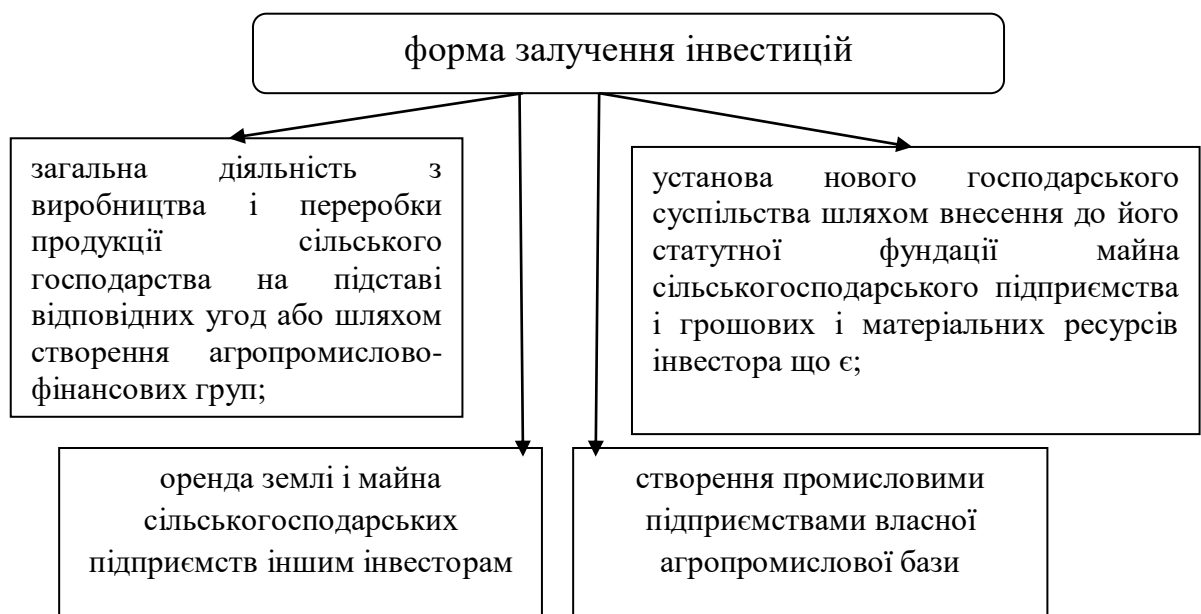 форма залучення інвестицій
загальна діяльність з
виробництва і переробки
продукції сільського
господарства на підставі
відповідних угод або шляхом
створення агропромислово-
фінансових груп;
установа нового господарського
суспільства шляхом внесення до його
статутної фундації майна
сільськогосподарського підприємства
і грошових і матеріальних ресурсів
інвестора що є;
оренда землі і майна
сільськогосподарських
підприємств іншим інвесторам
створення промисловими
підприємствами власної
агропромислової бази